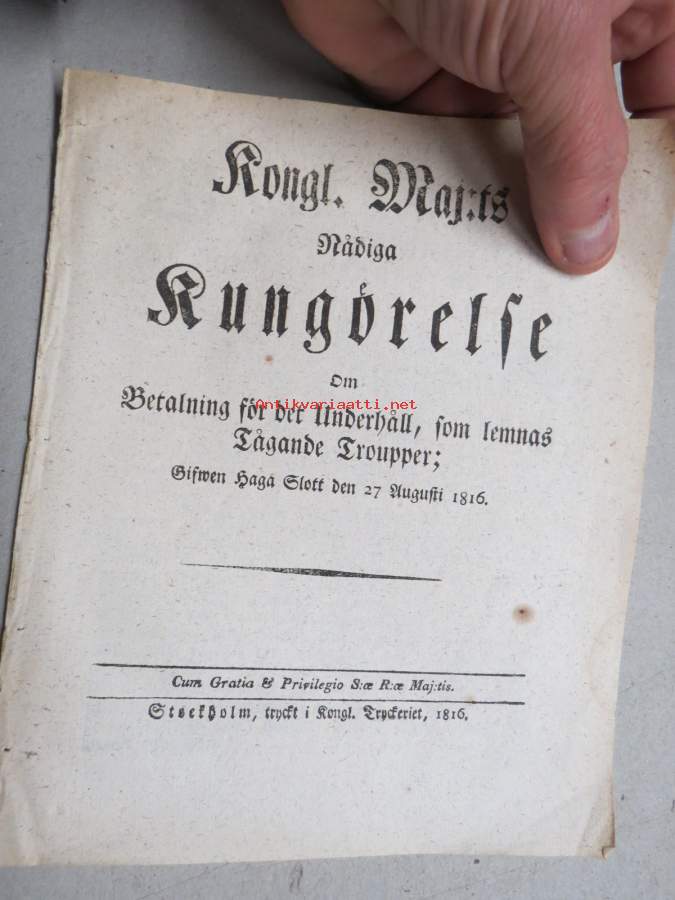 Kongl. Maj:ts
Nådiga
Kungörelse
Om
Betalning för det Underhåll, som lemnas
Tågande Troupper;
Gifwen Haga Slott den 27 Augusti 1816.
Antikvariaatti.net
Cum Gratia & Privilegio S:æ R:æ Maj:tis.
Stockholm, tryckt i Kongl. Tryckeriet, 1816.